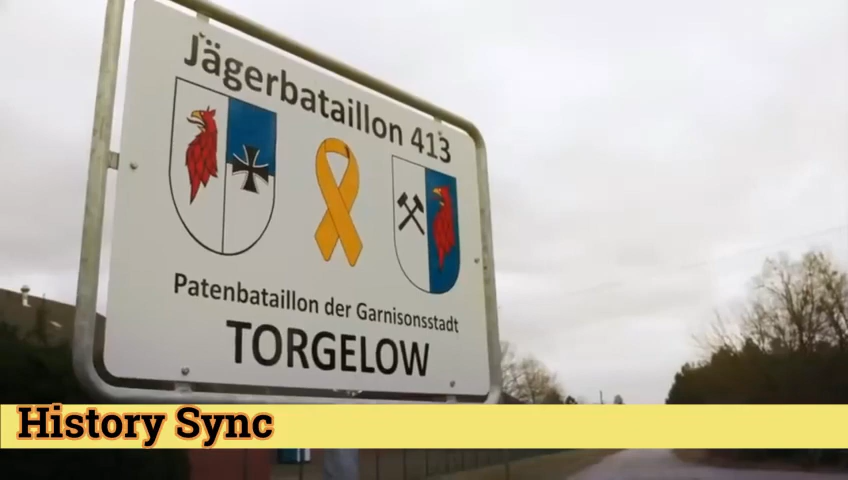 Jägerbataillon 413
Patenbataillon der Garnisonsstadt
TORGELOW
History Sync